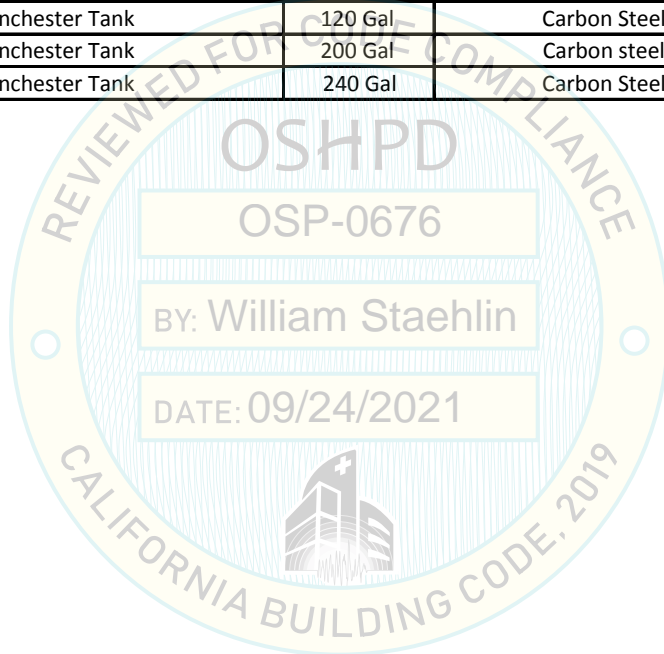 nchester Tank 120 Gal Carbon Steel
nchester Tank 200 Gal Carbon steel
nchester Tank 240 Gal Carbon Steel
REVIEWED FOR CODE COMPLIANCE
OSHPD
OSP-0676
BY: William Staehlin
DATE: 09/24/2021
CALIFORNIA BUILDING CODE, 2019